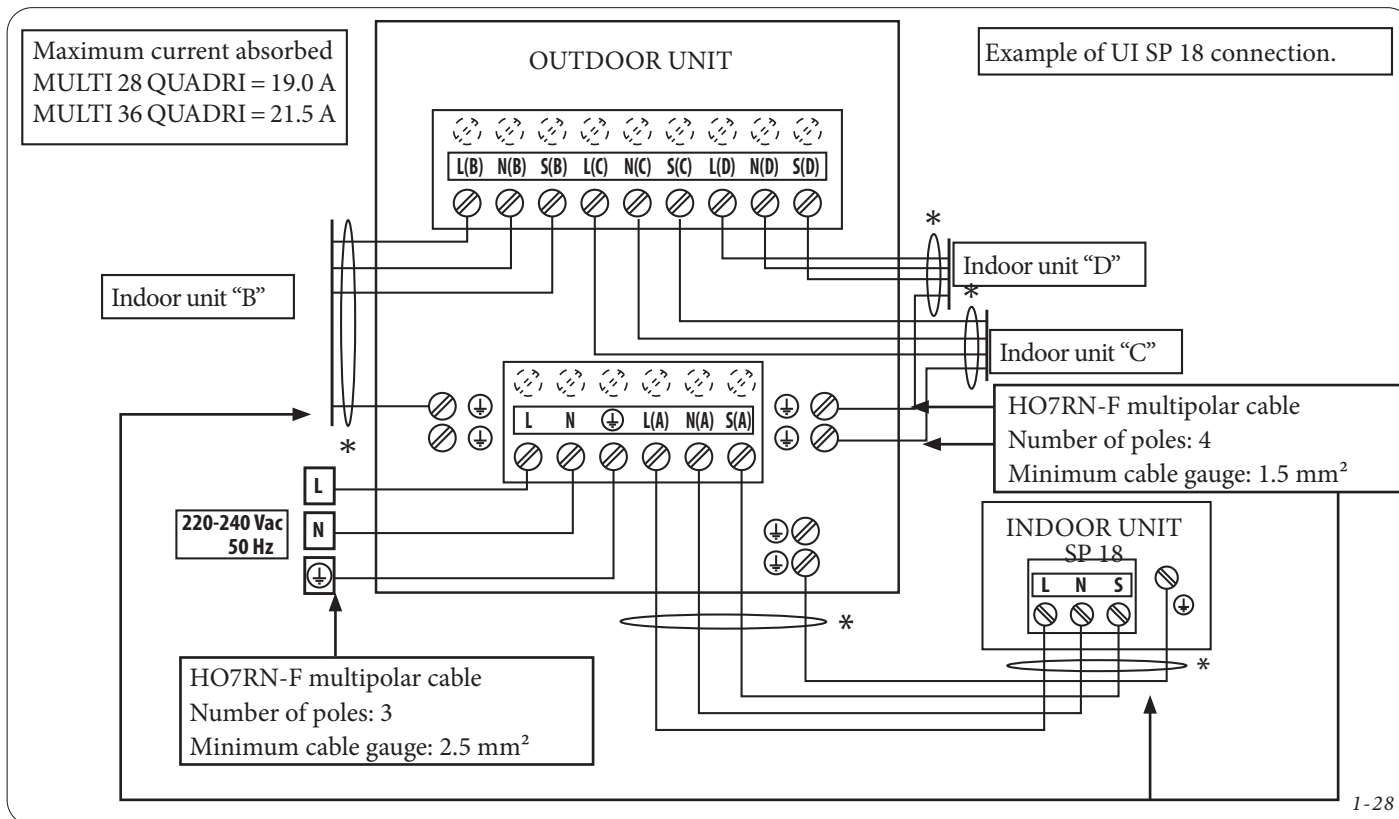 Maximum current absorbed
MULTI 28 QUADRI = 19.0 A
MULTI 36 QUADRI = 21.5 A
OUTDOOR UNIT
Example of UI SP 18 connection.
L(B) N(B) S(B) L(C) N(C) S(C) L(D) N(D) S(D)
*
Indoor unit “D”
*
Indoor unit “B”
Indoor unit “C”
L N L(A) N(A) S(A)
*
HO7RN-F multipolar cable
Number of poles: 4
Minimum cable gauge: 1.5 mm²
L
N
220-240 Vac
50 Hz
INDOOR UNIT
SP 18
L N S
*
*
HO7RN-F multipolar cable
Number of poles: 3
Minimum cable gauge: 2.5 mm²
1-28